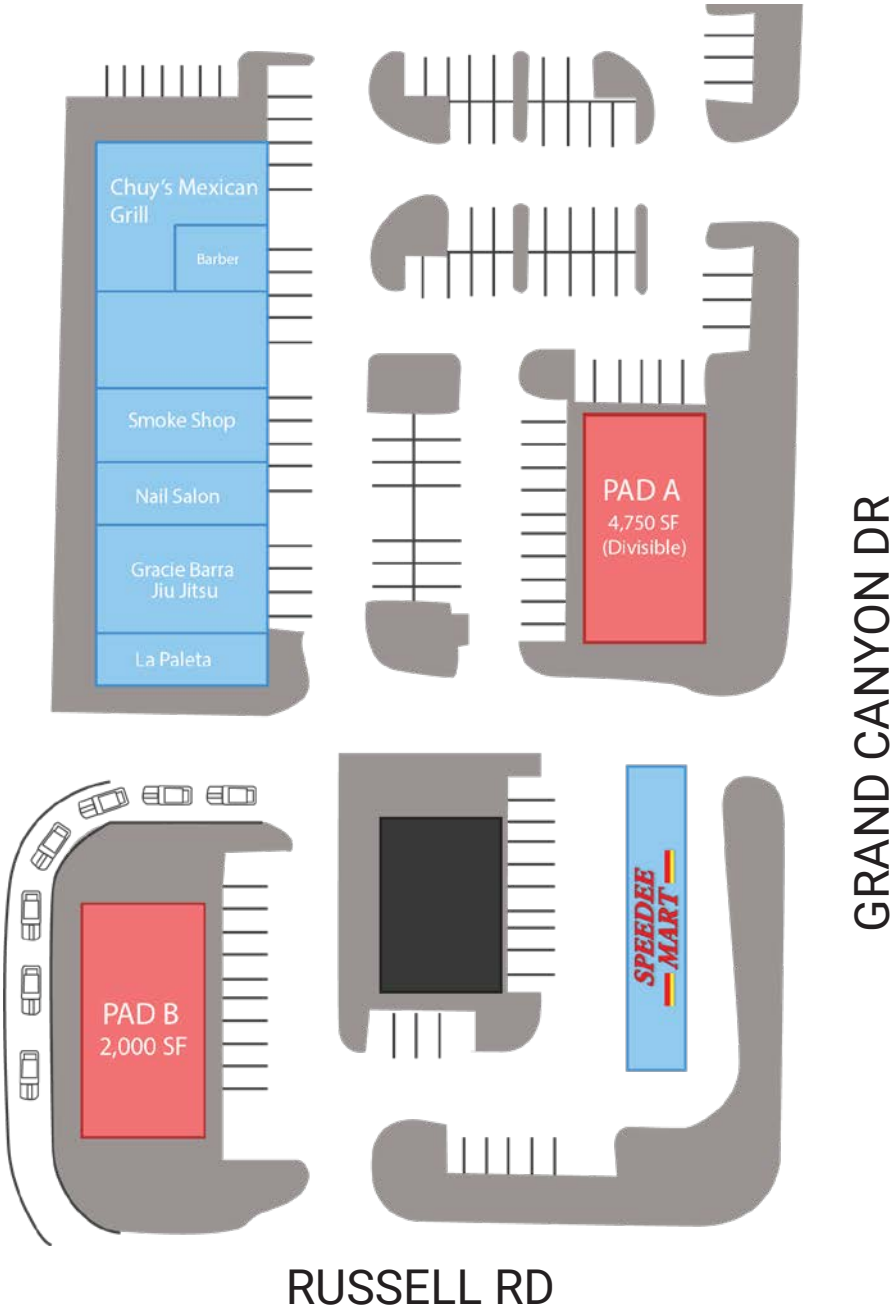 Chuy's Mexican
Grill
Barber
Smoke Shop
Nail Salon
Gracie Barra
Jiu Jitsu
La Paleta
PAD A
4,750 SF
(Divisible)
GRAND CANYON DR
SPEEDEE
MART
PAD B
2,000 SF
RUSSELL RD